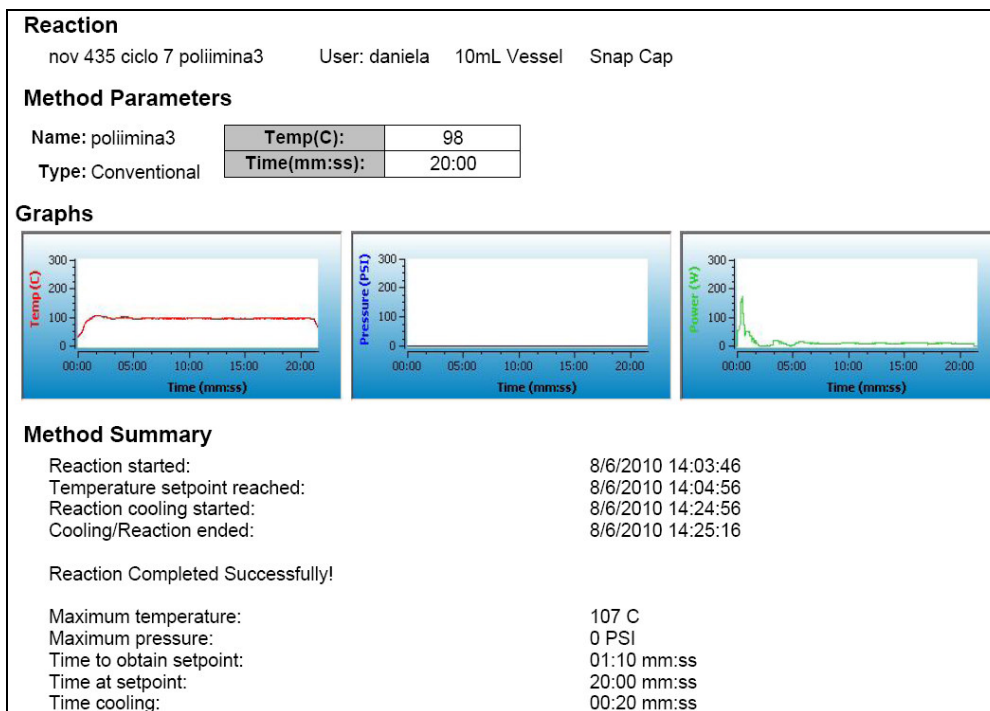 Reaction
nov 435 ciclo 7 poliimina3 User: daniela 10mL Vessel Snap Cap
Method Parameters
Name: poliimina3 Temp(C): 98
Type: Conventional Time(mm:ss): 20:00
Graphs
Temp (C)
300
200
100
0
00:00 05:00 10:00 15:00 20:00
Time (mm:ss)
Pressure (PSI)
300
200
100
0
00:00 05:00 10:00 15:00 20:00
Time (mm:ss)
Power (W)
300
200
100
0
00:00 05:00 10:00 15:00 20:00
Time (mm:ss)
Method Summary
Reaction started: 8/6/2010 14:03:46
Temperature setpoint reached: 8/6/2010 14:04:56
Reaction cooling started: 8/6/2010 14:24:56
Cooling/Reaction ended: 8/6/2010 14:25:16
Reaction Completed Successfully!
Maximum temperature: 107 C
Maximum pressure: 0 PSI
Time to obtain setpoint: 01:10 mm:ss
Time at setpoint: 20:00 mm:ss
Time cooling: 00:20 mm:ss